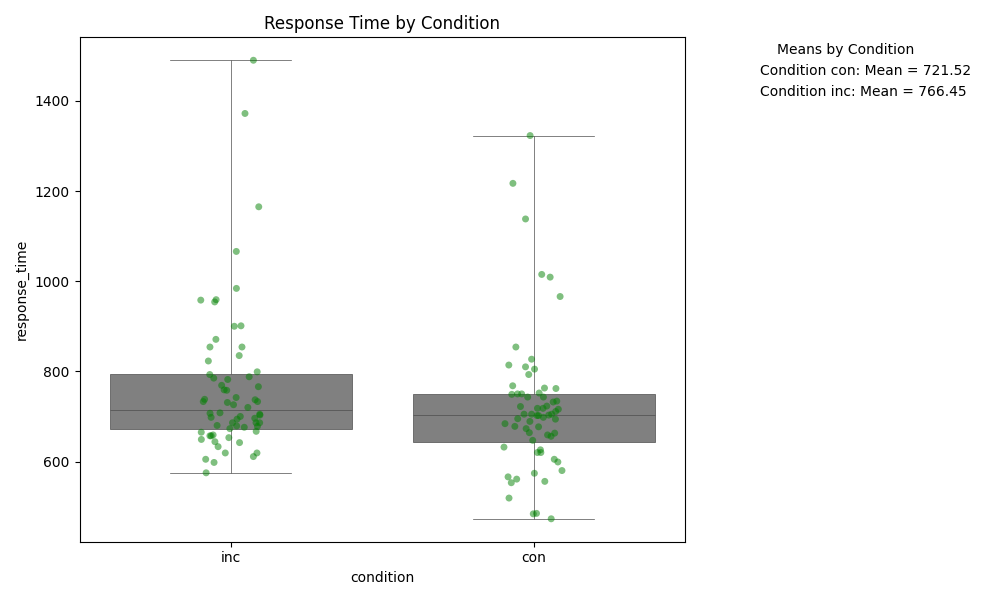 Response Time by Condition
Means by Condition
Condition con: Mean = 721.52
Condition inc: Mean = 766.45
response_time
1400
1200
1000
800
600
inc
con
condition